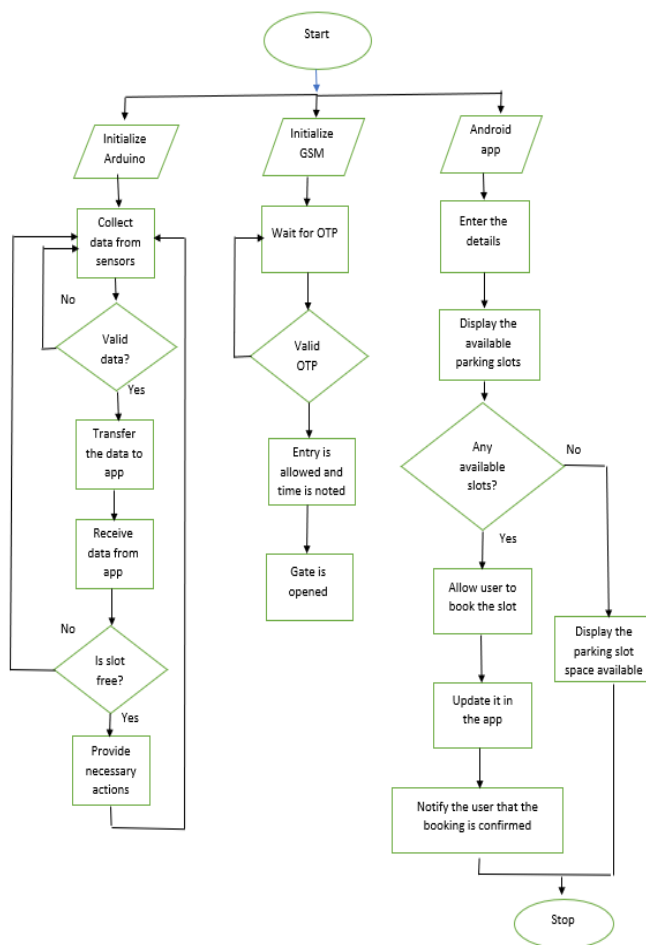 Start
Initialize
Arduino
Collect
data from
sensors
No
Valid
data?
Yes
Transfer
the data to
app
Receive
data from
app
No
Is slot
free?
Yes
Provide
necessary
actions
Initialize
GSM
Wait for OTP
Valid
OTP
Entry is
allowed and
time is noted
Gate is
opened
Android
app
Enter the
details
Display the
available
parking slots
Any
available
slots?
No
Yes
Allow user to
book the slot
Display the
parking slot
space available
Update it in
the app
Notify the user that the
booking is confirmed
Stop